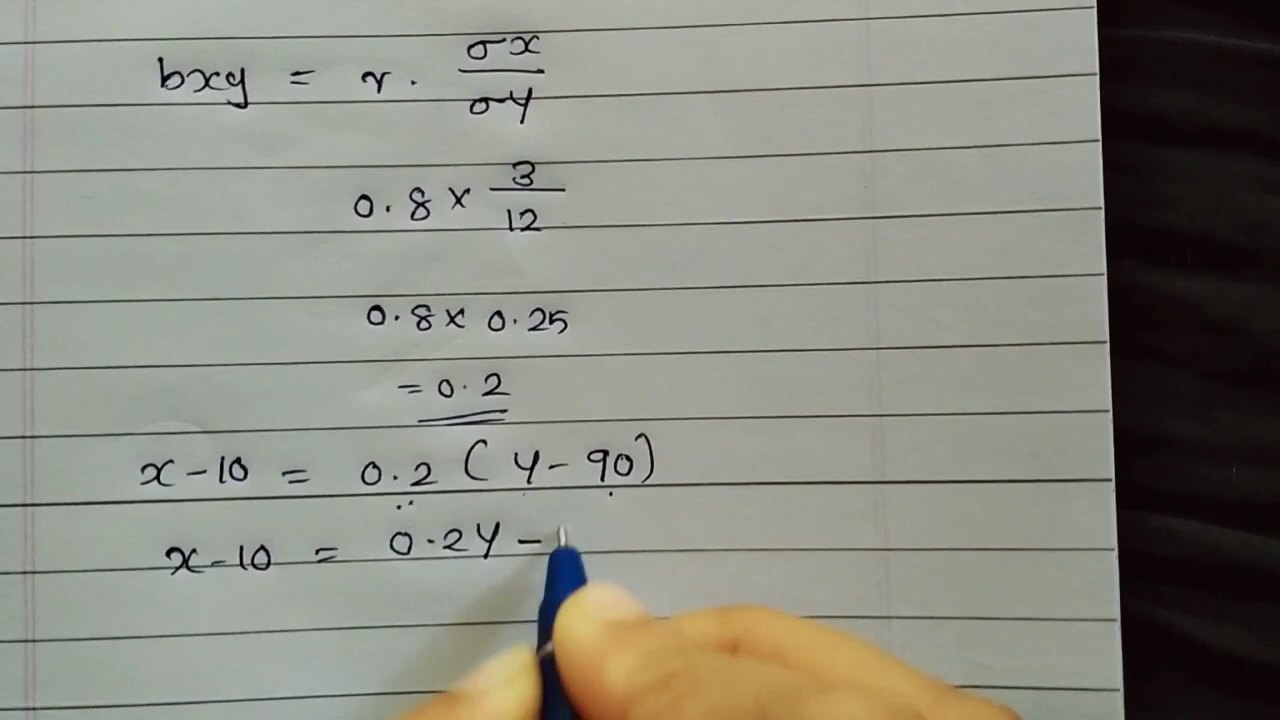 bxy = r. σx/σy
0.8 × 3/12
0.8 × 0.25
= 0.2
x - 10 = 0.2 (y - 90)
x - 10 = 0.2y -